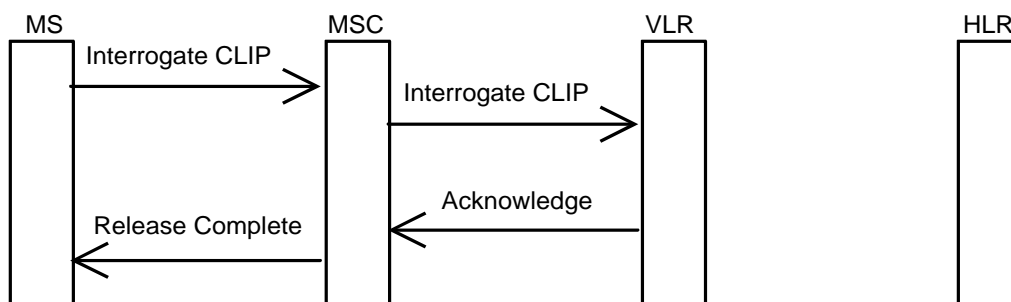 MS MSC VLR HLR
Interrogate CLIP
Interrogate CLIP
Acknowledge
Release Complete